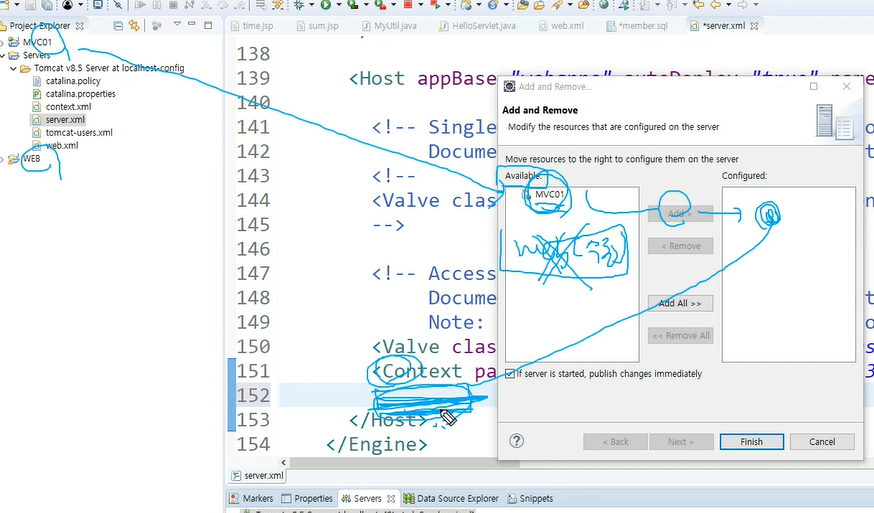 time.jsp
sum.jsp
MyUtil.java
HelloServlet.java
web.xml
*member.sql
*server.xml
Project Explorer
MVC01
Servers
Tomcat v8.5 Server at localhost-config
catalina.policy
catalina.properties
context.xml
server.xml
tomcat-users.xml
web.xml
WEB
138
139 <Host appBase="webapps" autoDeploy="true"
140
141 <!-- Single
142 Docume
143 <!--
144 <Valve clas
145 -->
146
147 <!-- Access
148 Docume
149 Note:
150 <Valve clas
151 <Context pa
152
153 </Host>
154 </Engine>
Add and Remove...
Add and Remove
Modify the resources that are configured on the server
Move resources to the right to configure them on the server
Available:
Configured:
MVC01
Add >
< Remove
Add All >>
<< Remove All
If server is started, publish changes immediately
< Back
Next >
Finish
Cancel
server.xml
Markers
Properties
Servers
Data Source Explorer
Snippets